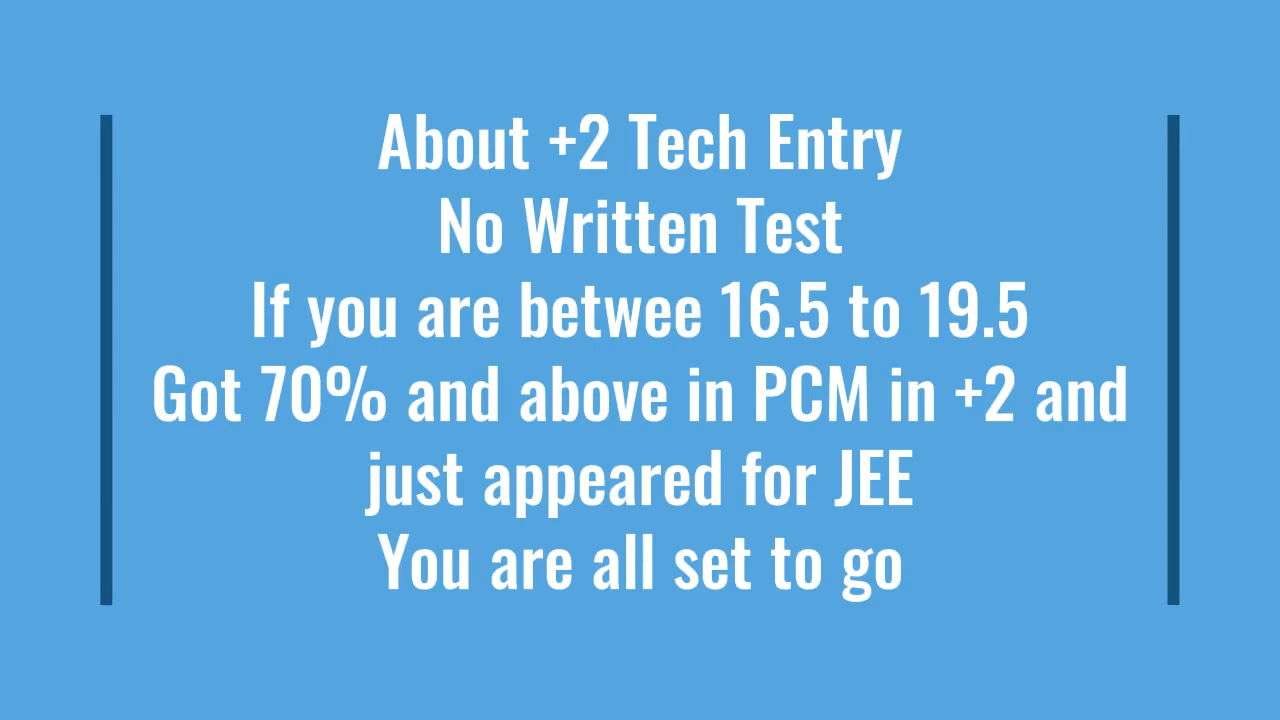 About +2 Tech Entry
No Written Test
If you are betwee 16.5 to 19.5
Got 70% and above in PCM in +2 and
just appeared for JEE
You are all set to go